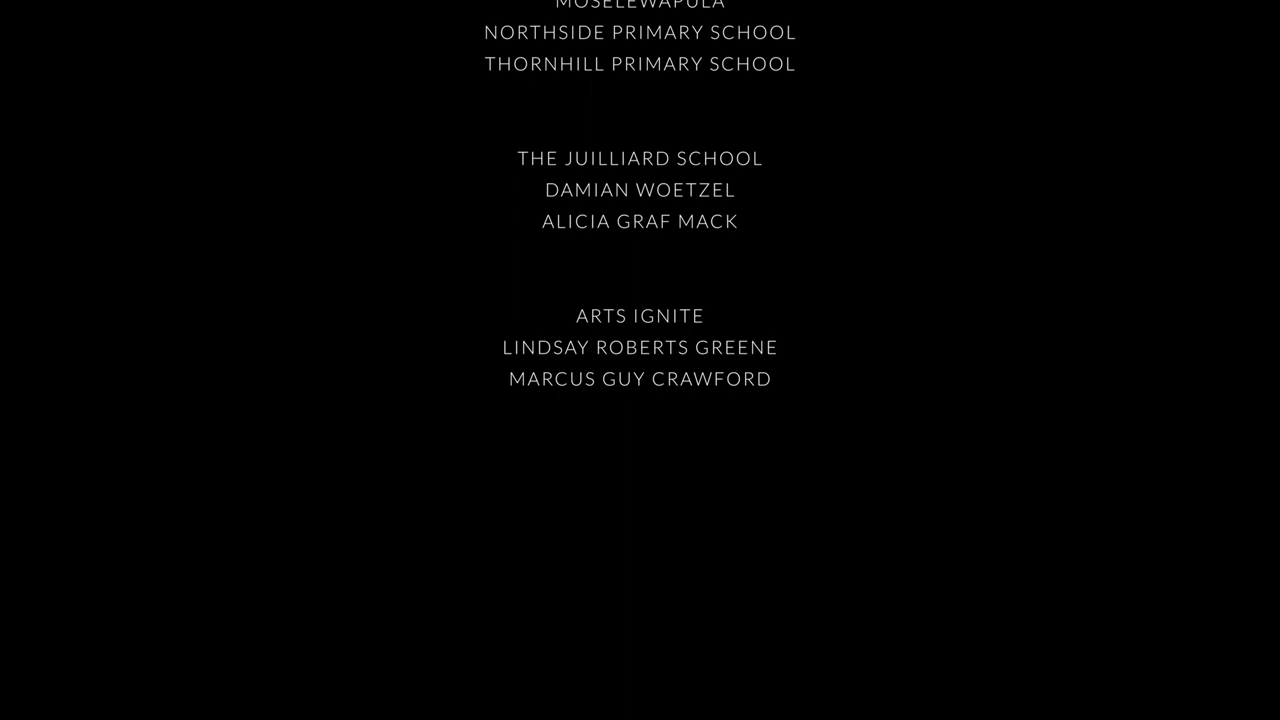 MOSELEWAPULA
NORTHSIDE PRIMARY SCHOOL
THORNHILL PRIMARY SCHOOL
THE JUILLIARD SCHOOL
DAMIAN WOETZEL
ALICIA GRAF MACK
ARTS IGNITE
LINDSAY ROBERTS GREENE
MARCUS GUY CRAWFORD